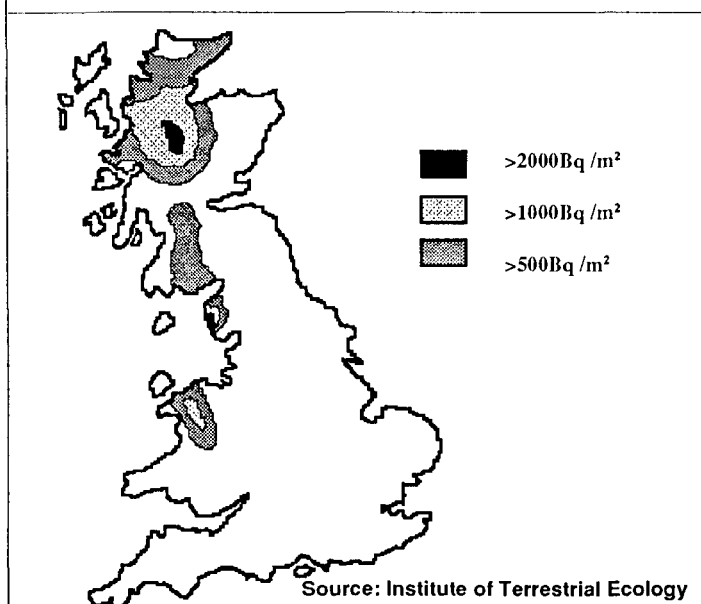 >2000Bq /m²
>1000Bq /m²
>500Bq /m²
Source: Institute of Terrestrial Ecology